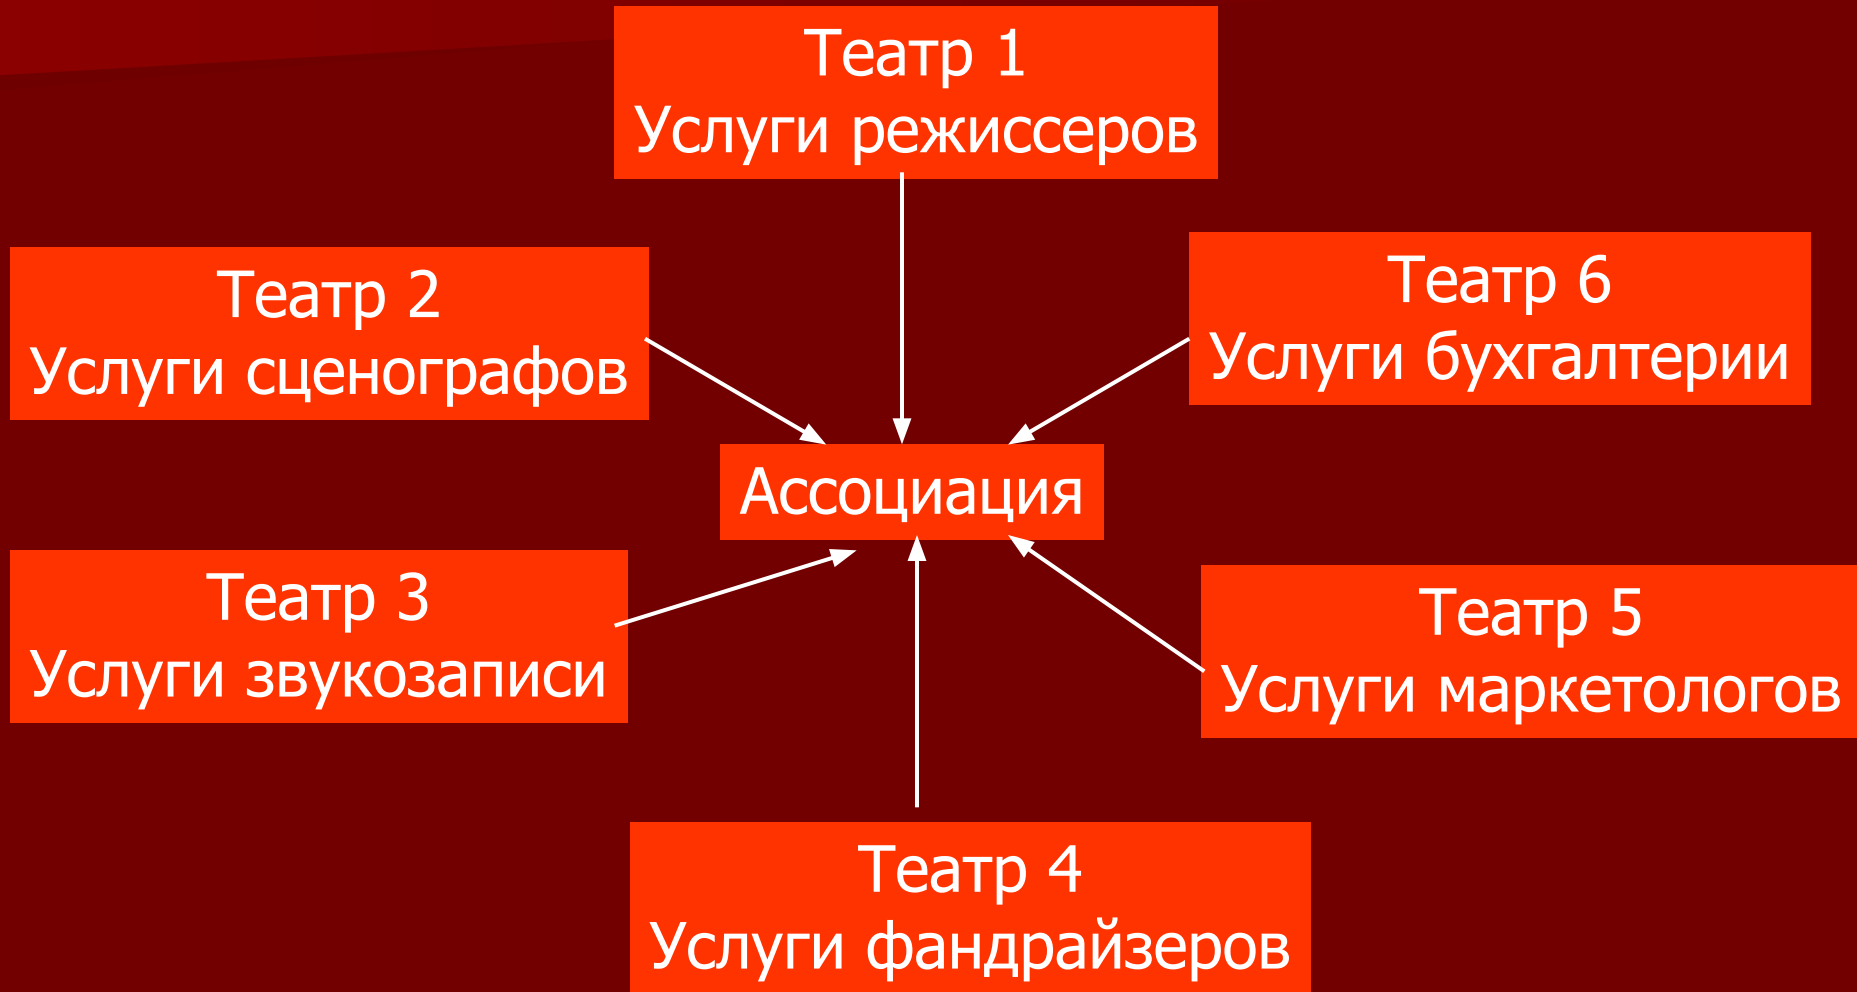 Театр 1
Услуги режиссеров
Театр 2
Услуги сценографов
Театр 6
Услуги бухгалтерии
Ассоциация
Театр 3
Услуги звукозаписи
Театр 5
Услуги маркетологов
Театр 4
Услуги фандрайзеров